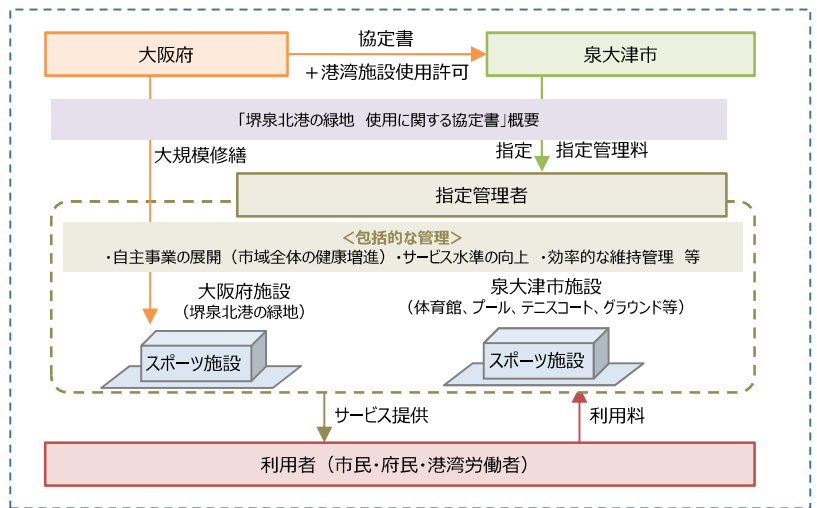 大阪府
協定書
+港湾施設使用許可
泉大津市
「堺泉北港の緑地　使用に関する協定書」概要
大規模修繕
指定
指定管理料
指定管理者
＜包括的な管理＞
・自主事業の展開（市域全体の健康増進）・サービス水準の向上　・効率的な維持管理　等
大阪府施設
（堺泉北港の緑地）
泉大津市施設
（体育館、プール、テニスコート、グラウンド等）
スポーツ施設
スポーツ施設
サービス提供
利用料
利用者（市民・府民・港湾労働者）